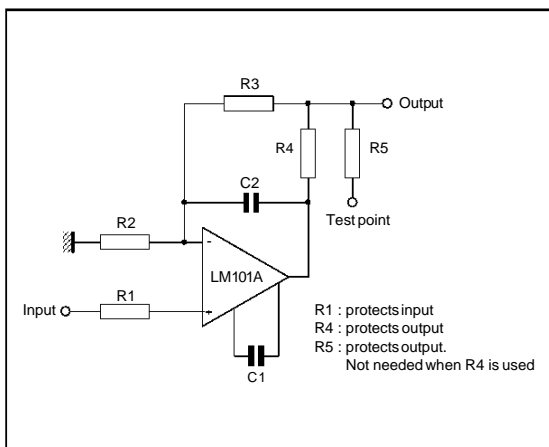 R3
Output
R4
R5
C2
Test point
R2
-
LM101A
Input
R1
+
C1
R1 : protects input
R4 : protects output
R5 : protects output.
Not needed when R4 is used